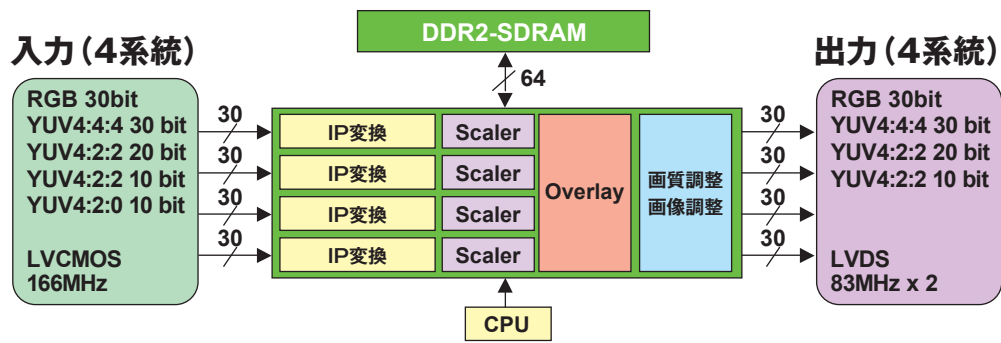 DDR2-SDRAM
64
入力(4系統)
RGB 30bit
YUV4:4:4 30 bit
YUV4:2:2 20 bit
YUV4:2:2 10 bit
YUV4:2:0 10 bit
LVCMOS
166MHz
30
30
30
30
IP変換
IP変換
IP変換
IP変換
Scaler
Scaler
Scaler
Scaler
Overlay
画質調整
画像調整
CPU
30
30
30
30
出力(4系統)
RGB 30bit
YUV4:4:4 30 bit
YUV4:2:2 20 bit
YUV4:2:2 10 bit
LVDS
83MHz x 2